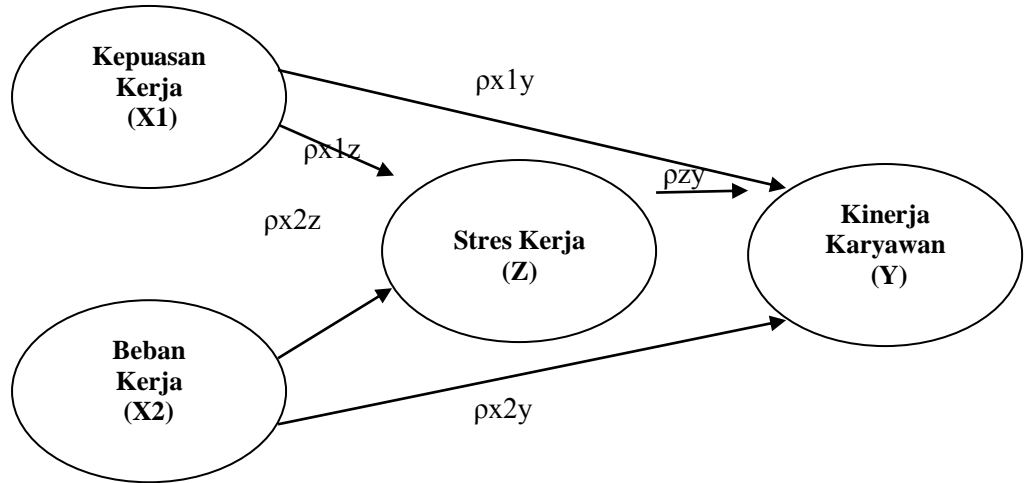 Kepuasan
Kerja
(X1)
ρx1y
ρx1z
ρzy
ρx2z
Stres Kerja
(Z)
Kinerja
Karyawan
(Y)
Beban
Kerja
(X2)
ρx2y